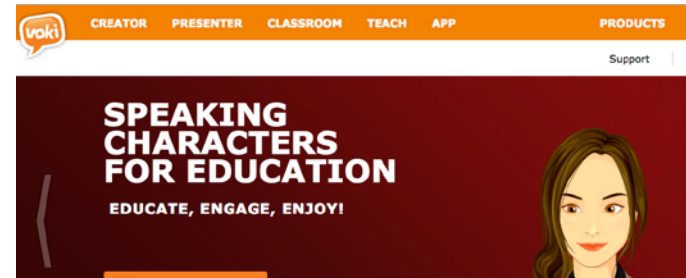 voki
CREATOR PRESENTER CLASSROOM TEACH APP PRODUCTS
Support
SPEAKING
CHARACTERS
FOR EDUCATION
EDUCATE, ENGAGE, ENJOY!